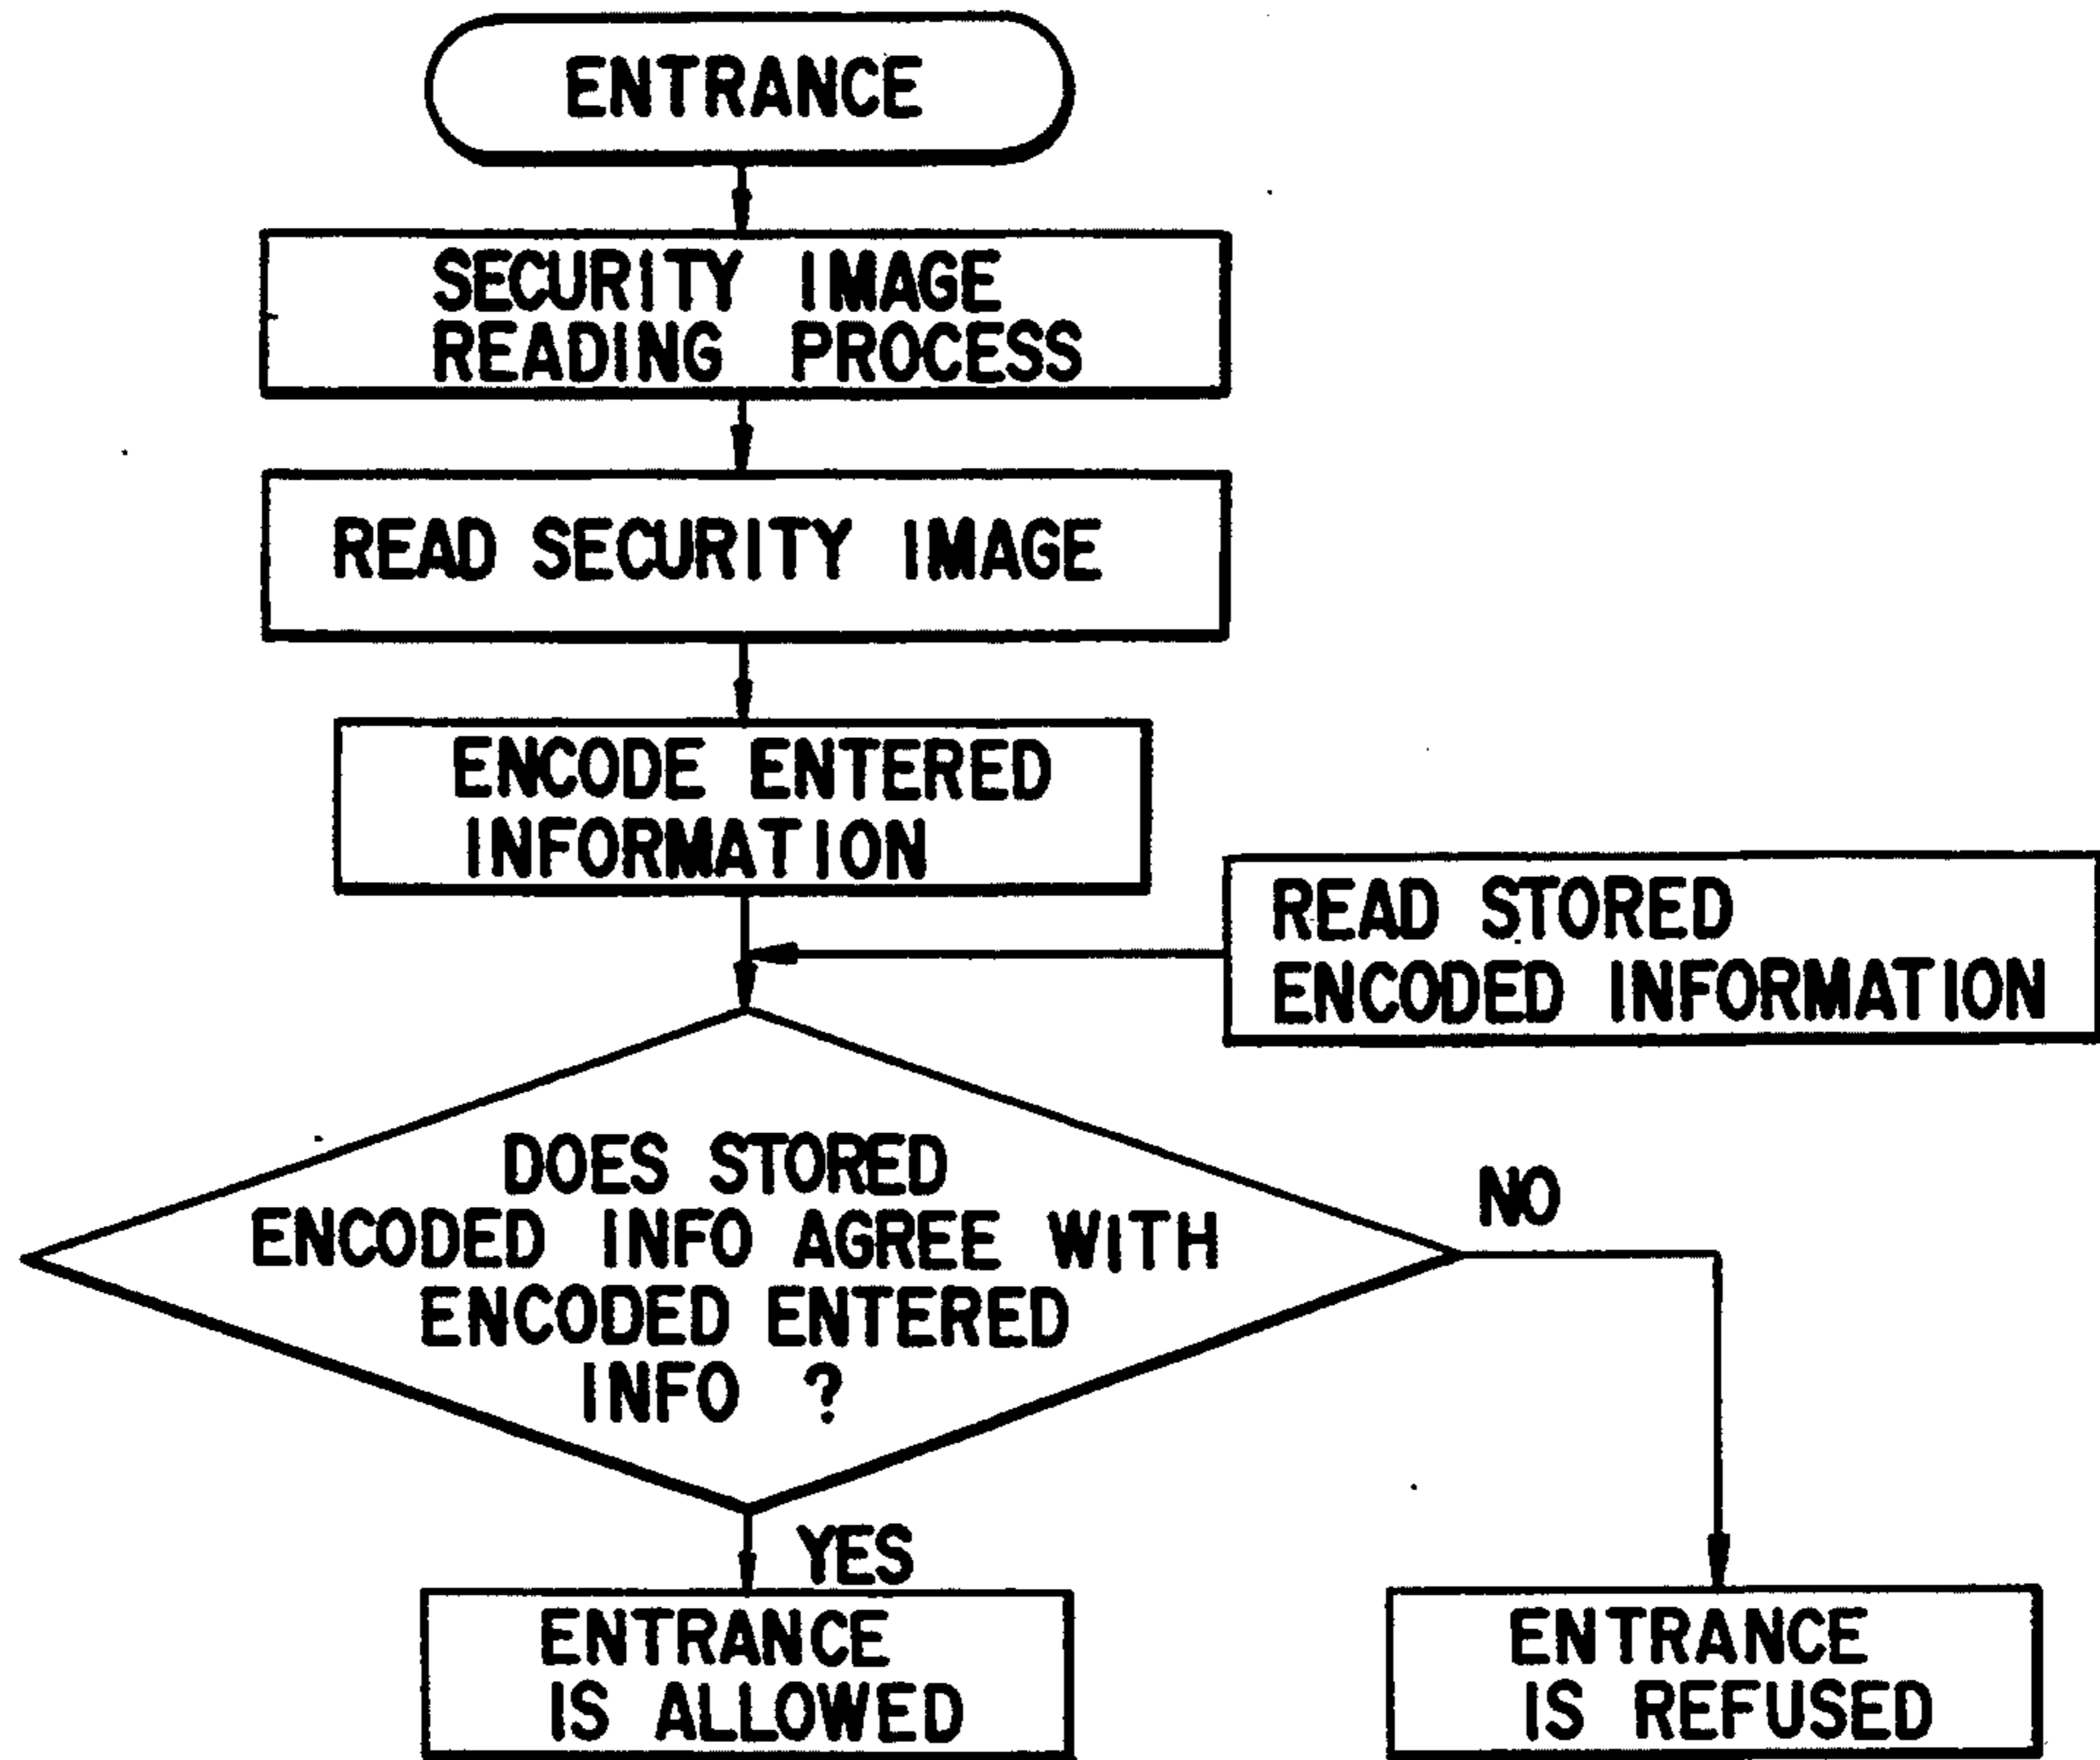 ENTRANCE
SECURITY IMAGE
READING PROCESS
READ SECURITY IMAGE
ENCODE ENTERED
INFORMATION
READ STORED
ENCODED INFORMATION
DOES STORED
ENCODED INFO AGREE WITH
ENCODED ENTERED
INFO ?
NO
YES
ENTRANCE
IS ALLOWED
ENTRANCE
IS REFUSED